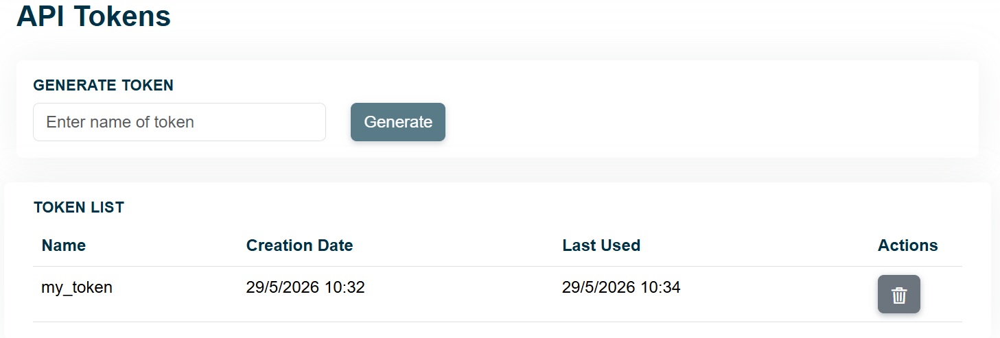 API Tokens
GENERATE TOKEN
Enter name of token Generate
TOKEN LIST
Name Creation Date Last Used Actions
my_token 29/5/2026 10:32 29/5/2026 10:34